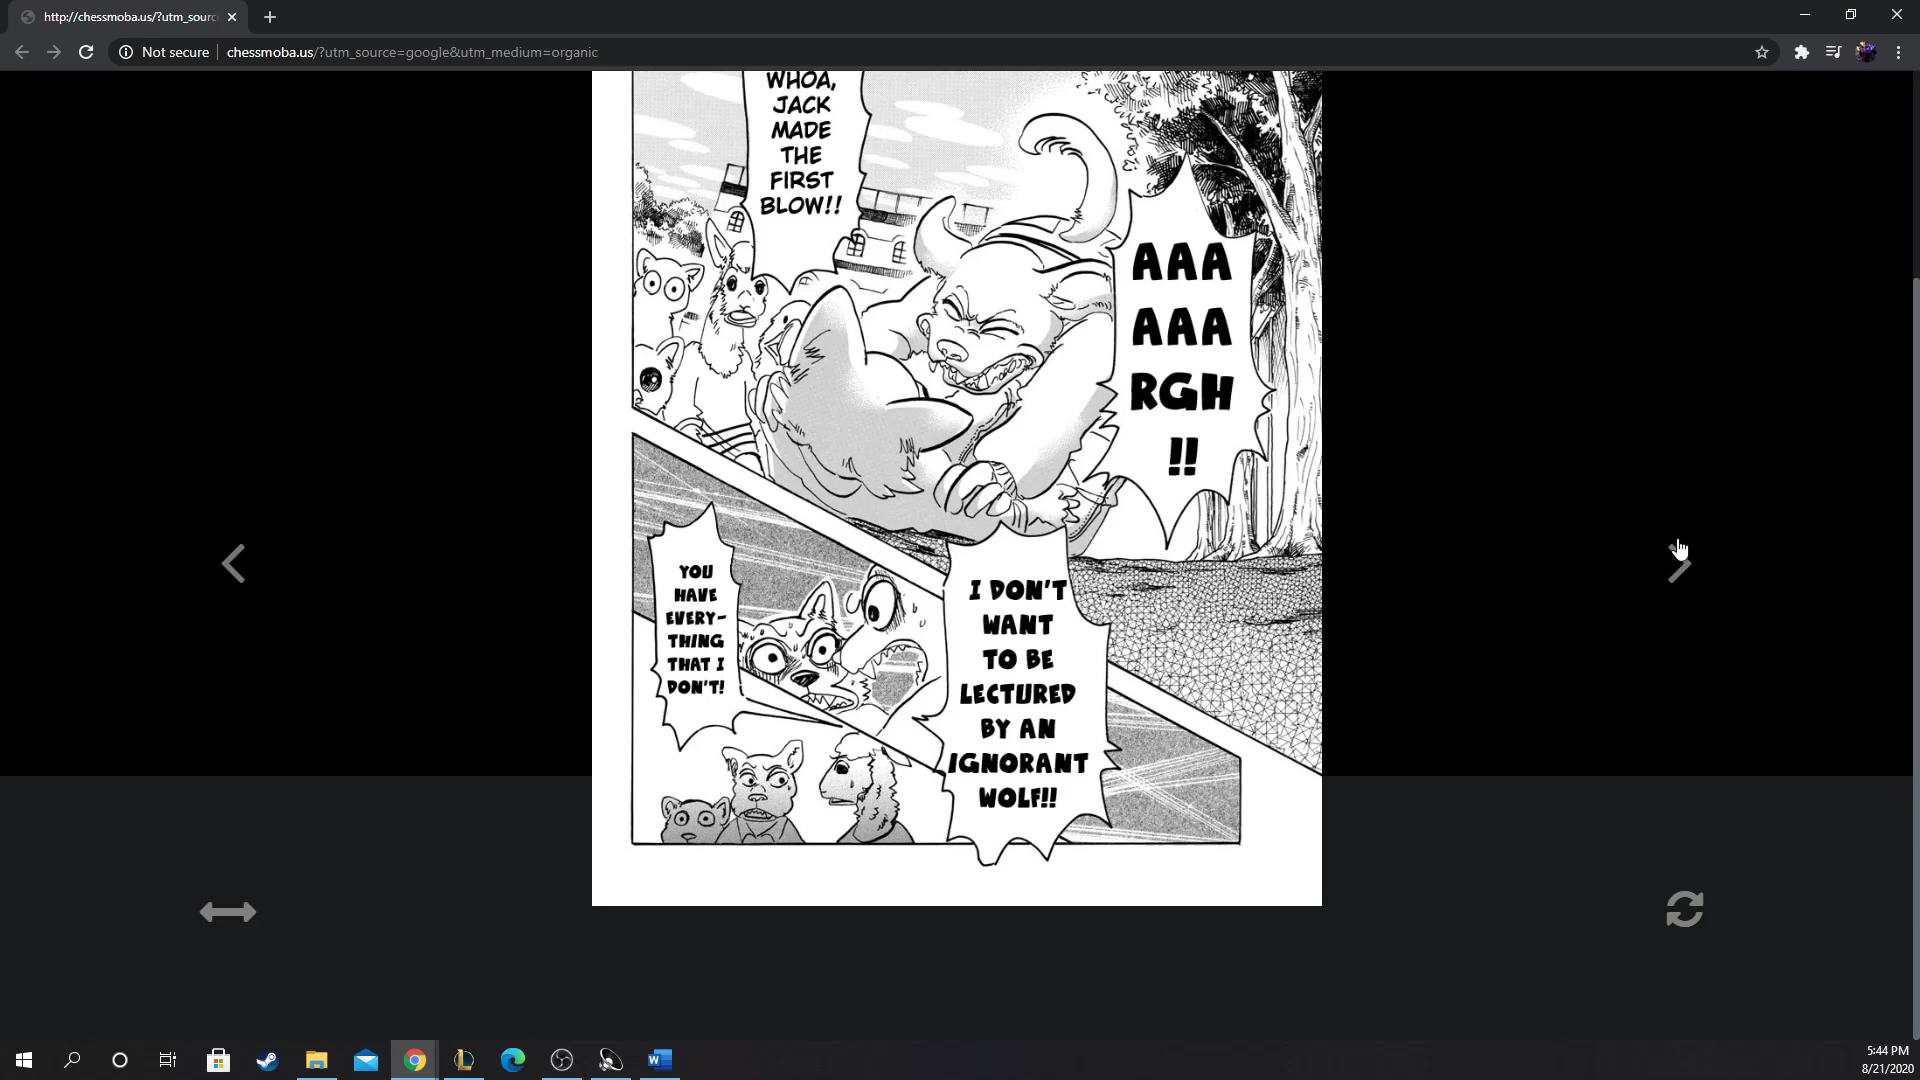 http://chessmoba.us/?utm_sourc
Not secure
chessmoba.us/?utm_source=google&utm_medium=organic
WHOA,
JACK
MADE
THE
FIRST
BLOW!!
AAA
AAA
RGH
!!
I DON'T
WANT
TO BE
LECTURED
BY AN
IGNORANT
WOLF!!
YOU
HAVE
EVERY-
THING
THAT I
DON'T!
5:44 PM
8/21/2020